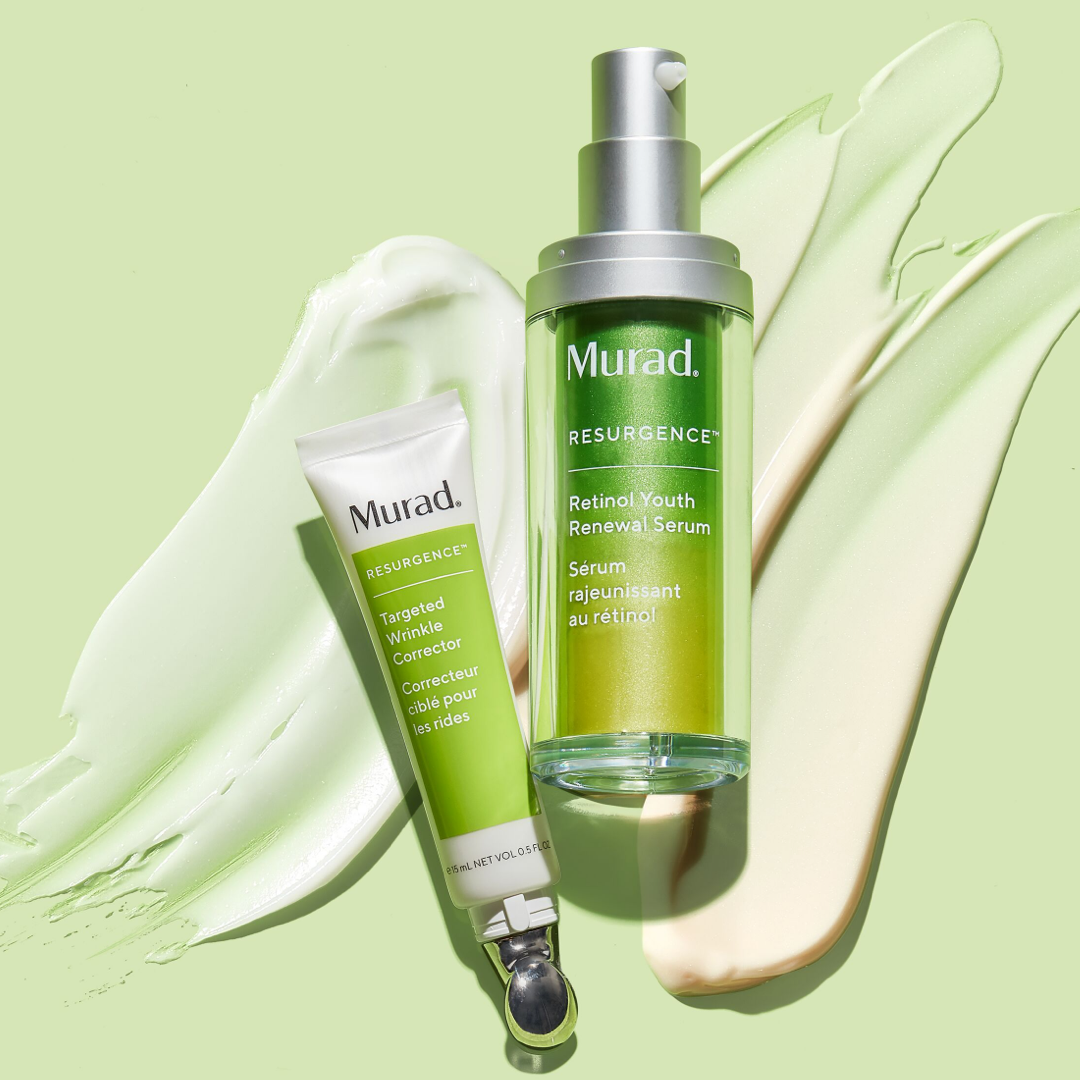 Murad.
RESURGENCE™
Retinol Youth
Renewal Serum
Sérum
rajeunissant
au rétinol
Murad.
RESURGENCE™
Targeted
Wrinkle
Corrector
Correcteur
ciblé pour
les rides
℮ 15 mL NET VOL 0.5 FL OZ